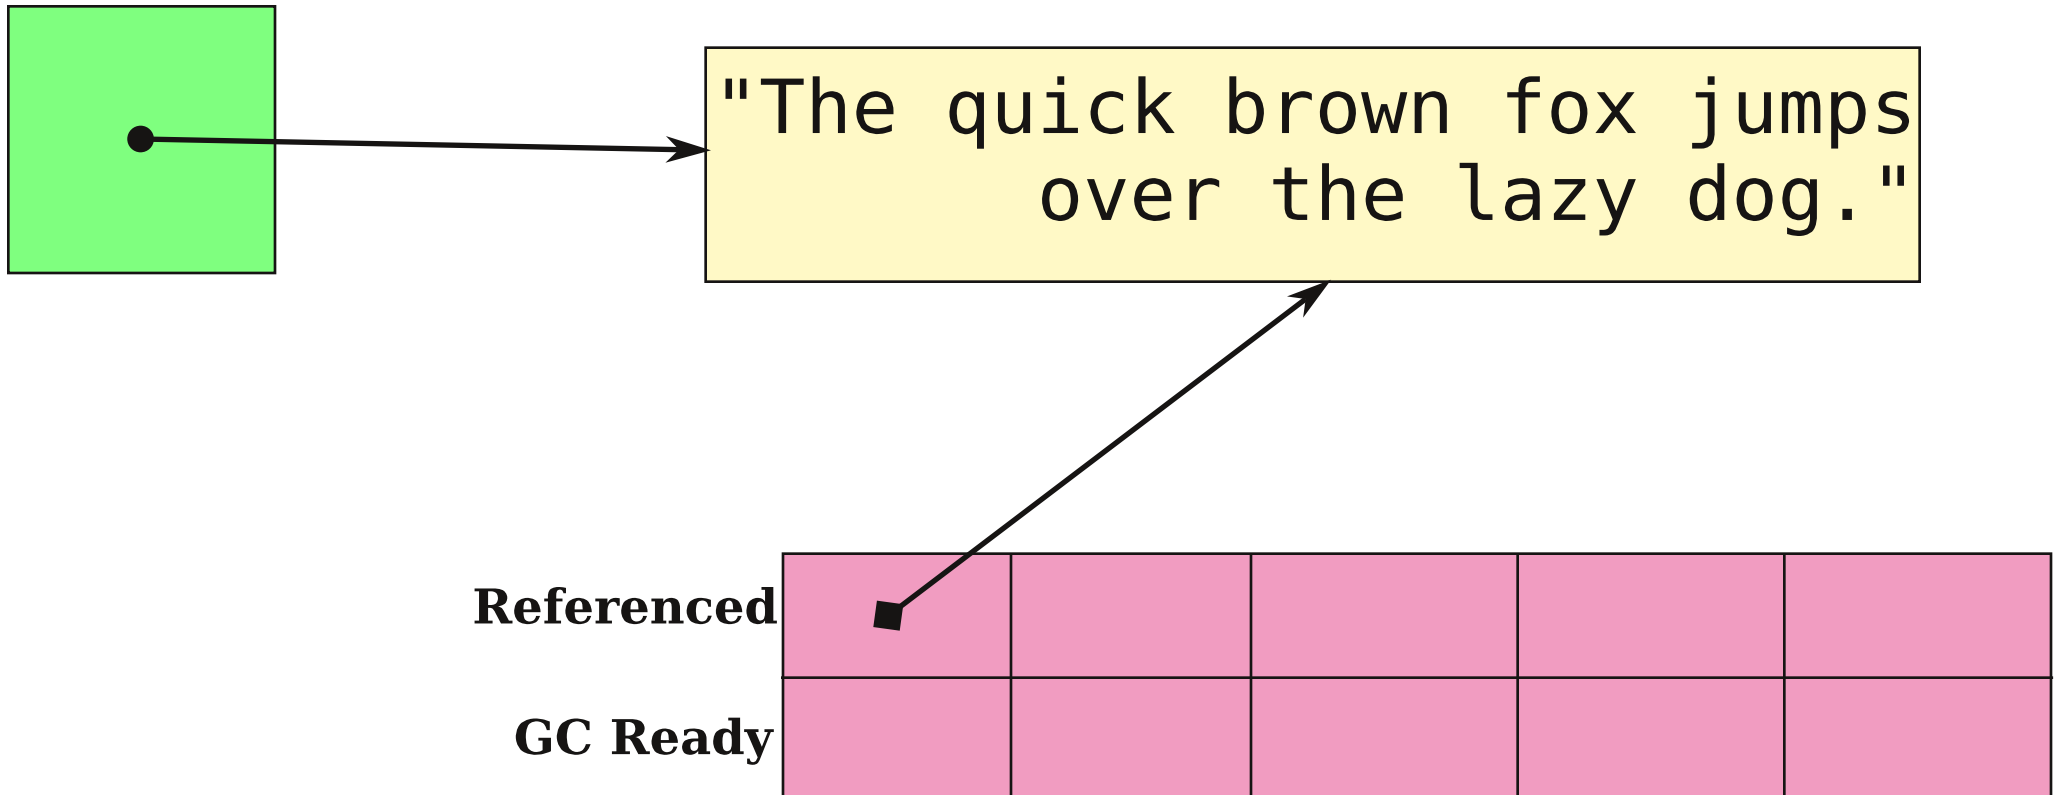 "The quick brown fox jumps
over the lazy dog."
Referenced
GC Ready